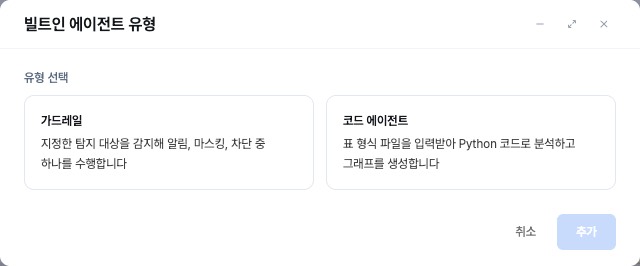 빌트인 에이전트 유형
유형 선택
가드레일
지정한 탐지 대상을 감지해 알림, 마스킹, 차단 중
하나를 수행합니다
코드 에이전트
표 형식 파일을 입력받아 Python 코드로 분석하고
그래프를 생성합니다
취소
추가